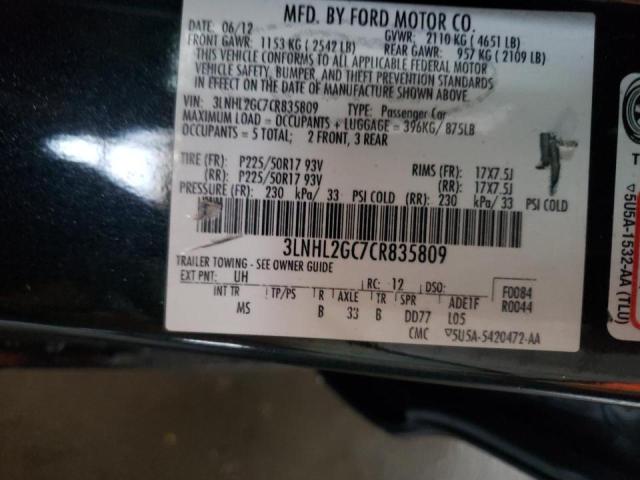 MFD. BY FORD MOTOR CO.
DATE: 06/12 GVWR: 2110 KG (4651 LB)
FRONT GAWR: 1153 KG (2542 LB) REAR GAWR: 957 KG (2109 LB)
THIS VEHICLE CONFORMS TO ALL APPLICABLE FEDERAL MOTOR
VEHICLE SAFETY, BUMPER, AND THEFT PREVENTION STANDARDS
IN EFFECT ON THE DATE OF MANUFACTURE SHOWN ABOVE.
VIN: 3LNHL2GC7CR835809 TYPE: Passenger Car
MAXIMUM LOAD = OCCUPANTS + LUGGAGE = 396KG/ 875LB
OCCUPANTS = 5 TOTAL; 2 FRONT, 3 REAR
TIRE (FR): P225/50R17 93V RIMS (FR): 17X7.5J
(RR): P225/50R17 93V (RR): 17X7.5J
PRESSURE (FR): 230 kPa/ 33 PSI COLD (RR): 230 kPa/ 33 PSI COLD
3LNHL2GC7CR835809
TRAILER TOWING - SEE OWNER GUIDE
EXT PNT: UH RC: 12 DSO: F0084
INT TR TP/PS R AXLE TR SPR ADE1F R0044
MS B 33 B DD77 L05
CMC ▽5U5A-5420472-AA
▽5U5A-1532-AA (TLU)